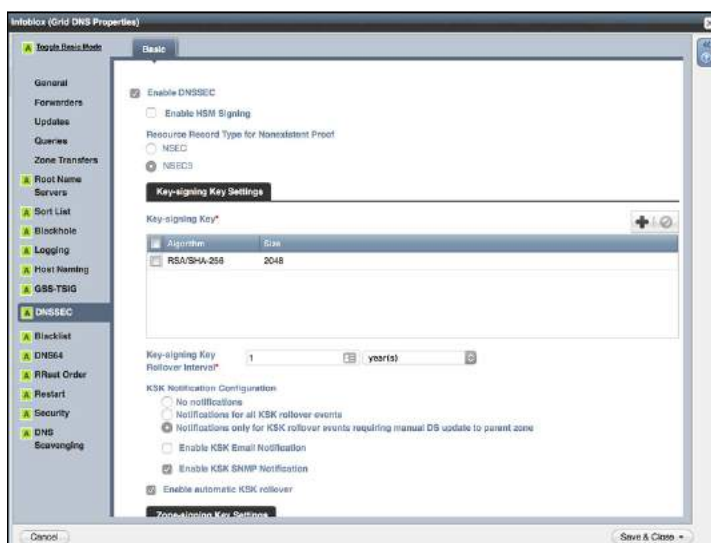 Infoblox (Grid DNS Properties)
A Toggle Basic Mode
Basic
General
Forwarders
Updates
Queries
Zone Transfers
A Root Name
Servers
A Sort List
A Blackhole
A Logging
A Host Naming
A GSS-TSIG
A DNSSEC
A Blacklist
A DNS64
A RRset Order
A Restart
A Security
A DNS
Scavenging
Enable DNSSEC
Enable HSM Signing
Resource Record Type for Nonexistent Proof
NSEC
NSEC3
Key-signing Key Settings
Key-signing Key*
Algorithm Size
RSA/SHA-256 2048
Key-signing Key
Rollover Interval*
1 year(s)
KSK Notification Configuration
No notifications
Notifications for all KSK rollover events
Notifications only for KSK rollover events requiring manual DS update to parent zone
Enable KSK Email Notification
Enable KSK SNMP Notification
Enable automatic KSK rollover
Zone-signing Key Settings
Cancel
Save & Close